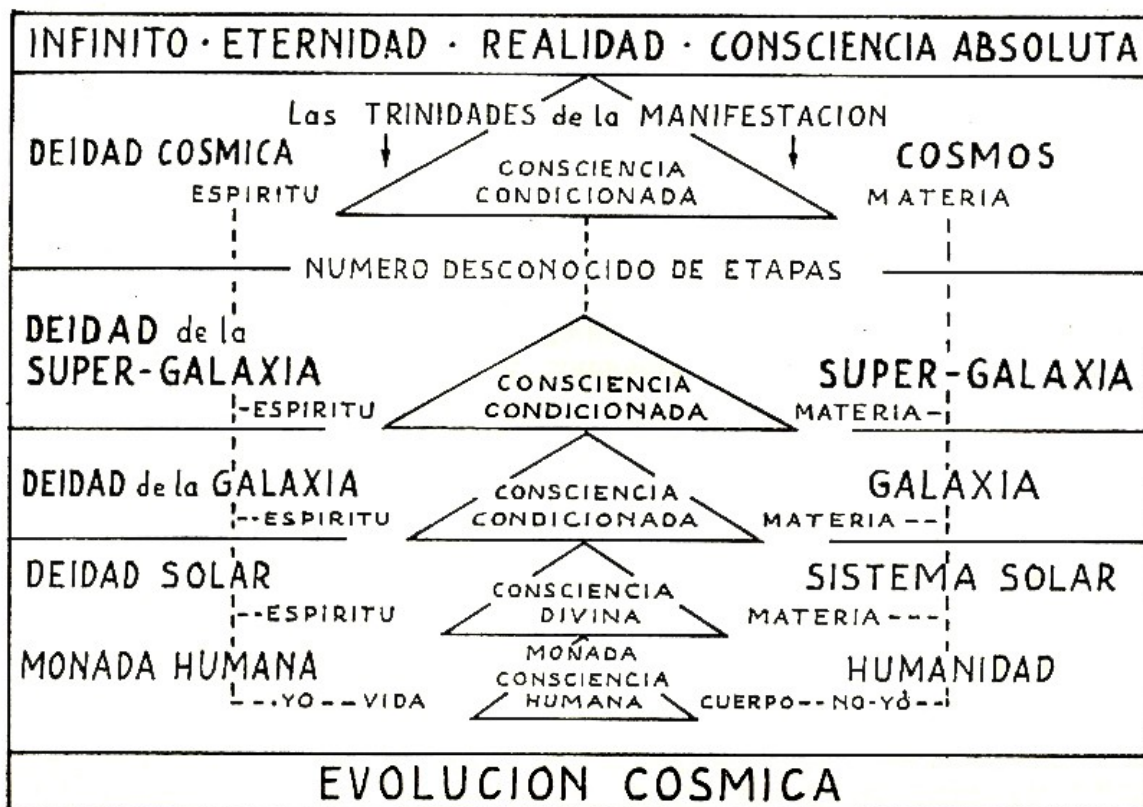 INFINITO · ETERNIDAD · REALIDAD · CONSCIENCIA ABSOLUTA
Las TRINIDADES de la MANIFESTACION
DEIDAD COSMICA
CONSCIENCIA
COSMOS
ESPIRITU
CONDICIONADA
MATERIA
NUMERO DESCONOCIDO DE ETAPAS
DEIDAD de la
SUPER-GALAXIA
CONSCIENCIA
SUPER-GALAXIA
ESPIRITU
CONDICIONADA
MATERIA
DEIDAD de la GALAXIA
CONSCIENCIA
GALAXIA
ESPIRITU
CONDICIONADA
MATERIA
DEIDAD SOLAR
CONSCIENCIA
SISTEMA SOLAR
ESPIRITU
DIVINA
MATERIA
MONADA HUMANA
MOÑADA
CONSCIENCIA
HUMANIDAD
YO -- VIDA
HUMANA
CUERPO -- NO-YÓ
EVOLUCION COSMICA